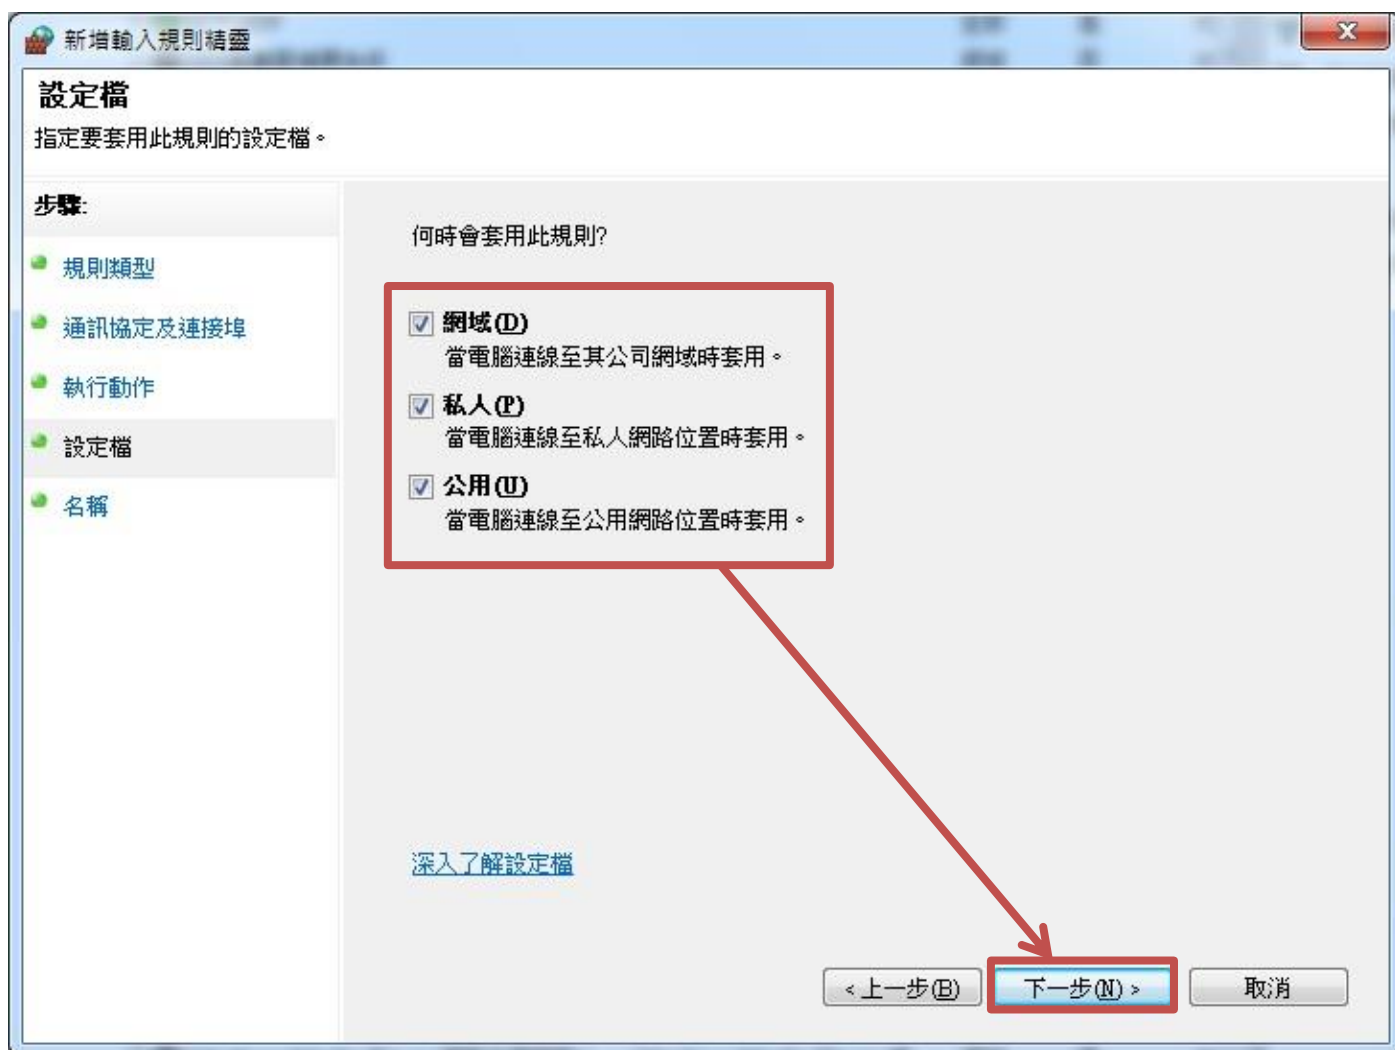 新增輸入規則精靈
設定檔
指定要套用此規則的設定檔。
步驟:
規則類型
通訊協定及連接埠
執行動作
設定檔
名稱
何時會套用此規則?
網域(D)
當電腦連線至其公司網域時套用。
私人(P)
當電腦連線至私人網路位置時套用。
公用(U)
當電腦連線至公用網路位置時套用。
深入了解設定檔
<上一步(B) 下一步(N)> 取消